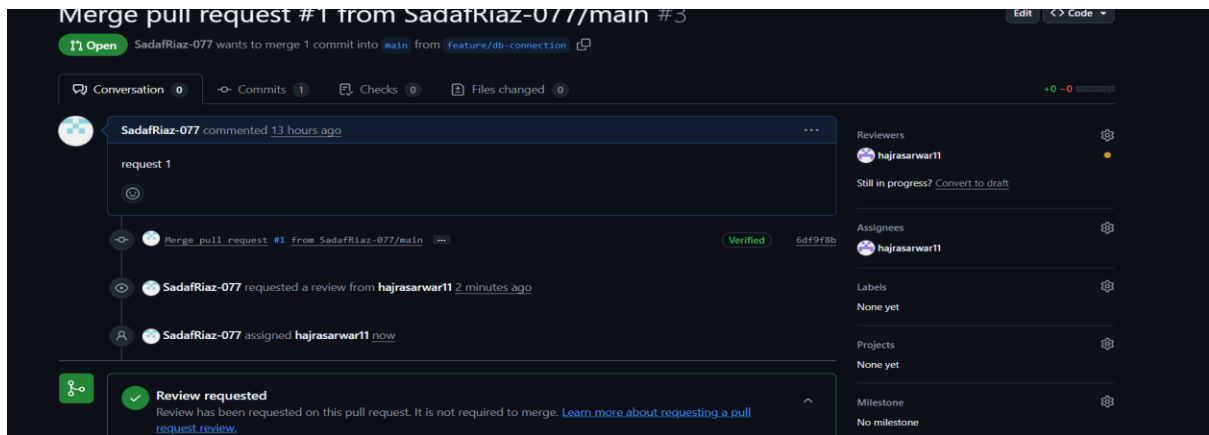 Merge pull request #1 from SadafRiaz-077/main #3
Edit <> Code
Open SadafRiaz-077 wants to merge 1 commit into main from feature/db-connection
Conversation 0 Commits 1 Checks 0 Files changed 0 +0 −0
SadafRiaz-077 commented 13 hours ago ...
request 1
Merge pull request #1 from SadafRiaz-077/main ... Verified 6df9f8b
SadafRiaz-077 requested a review from hajrasarwar11 2 minutes ago
SadafRiaz-077 assigned hajrasarwar11 now
Review requested
Review has been requested on this pull request. It is not required to merge. Learn more about requesting a pull
request review.
Reviewers
hajrasarwar11
Still in progress? Convert to draft
Assignees
hajrasarwar11
Labels
None yet
Projects
None yet
Milestone
No milestone